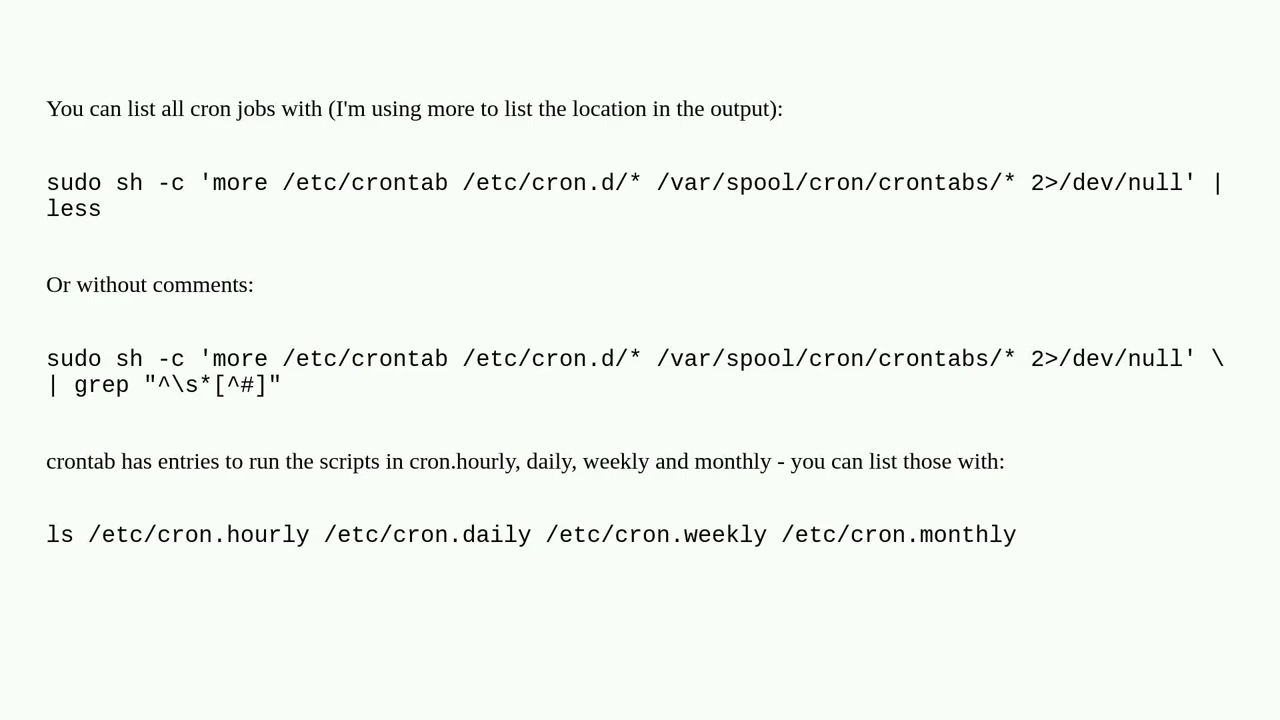 You can list all cron jobs with (I'm using more to list the location in the output):
sudo sh -c 'more /etc/crontab /etc/cron.d/* /var/spool/cron/crontabs/* 2>/dev/null' |
less
Or without comments:
sudo sh -c 'more /etc/crontab /etc/cron.d/* /var/spool/cron/crontabs/* 2>/dev/null' \
| grep "^\s*[^#]"
crontab has entries to run the scripts in cron.hourly, daily, weekly and monthly - you can list those with:
ls /etc/cron.hourly /etc/cron.daily /etc/cron.weekly /etc/cron.monthly